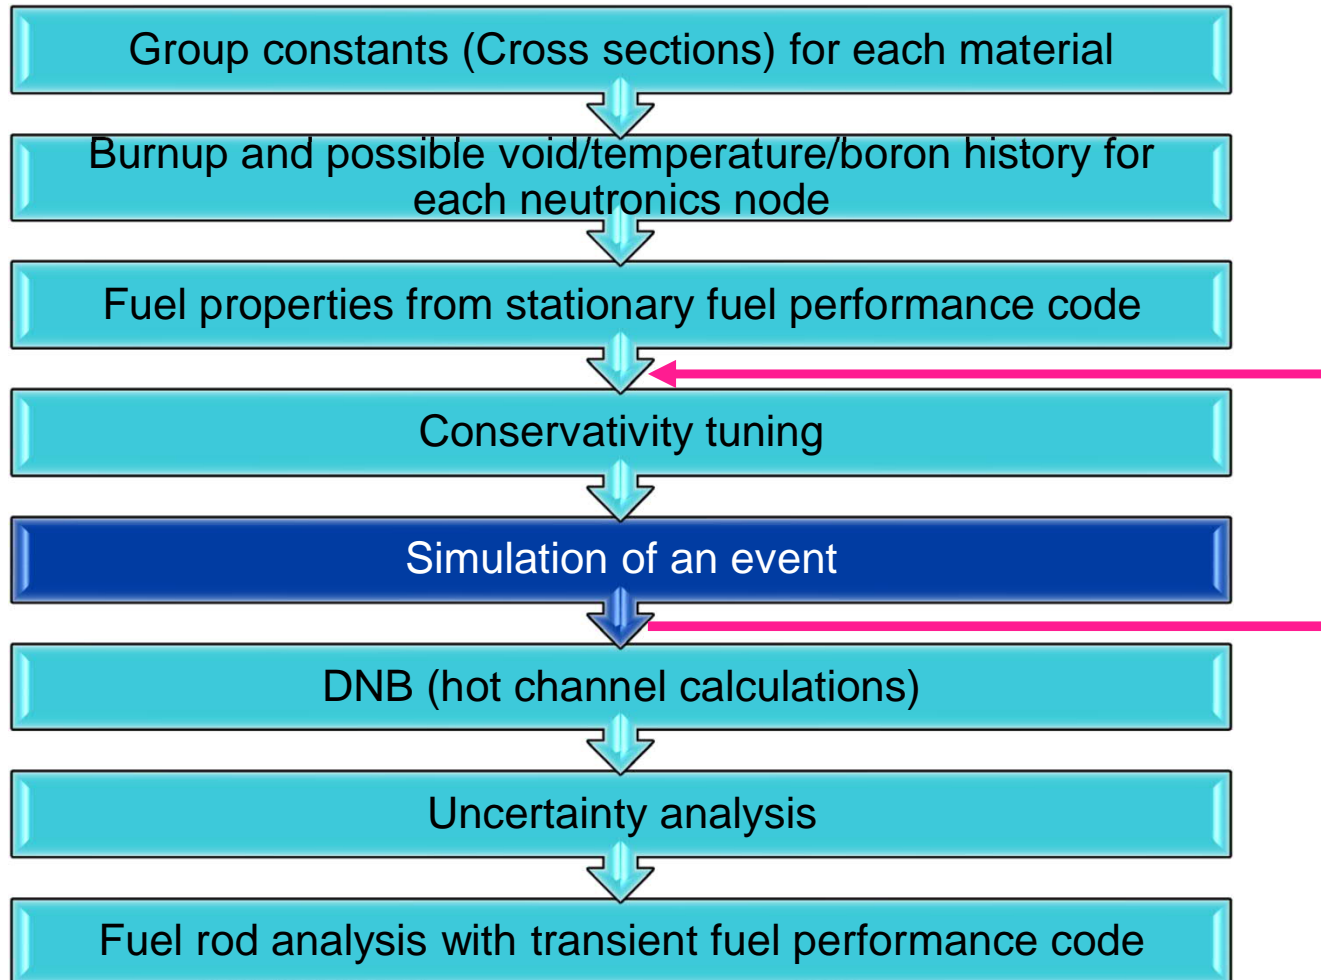 Group constants (Cross sections) for each material
Burnup and possible void/temperature/boron history for
each neutronics node
Fuel properties from stationary fuel performance code
Conservativity tuning
Simulation of an event
DNB (hot channel calculations)
Uncertainty analysis
Fuel rod analysis with transient fuel performance code